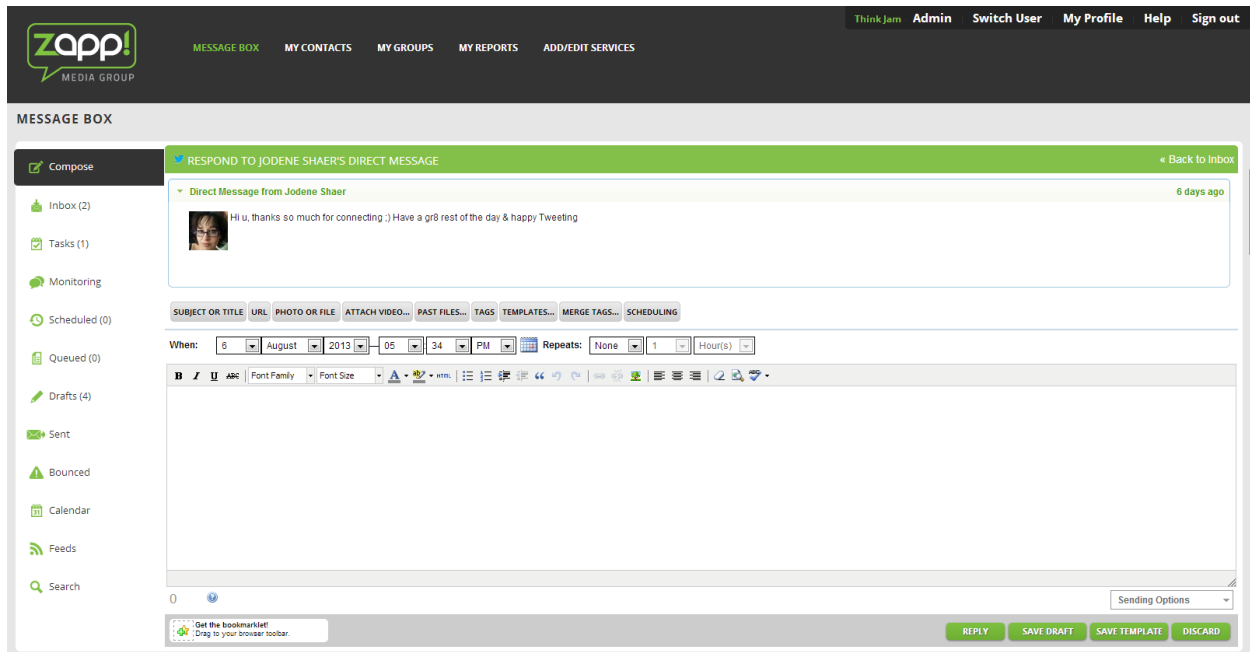 Think Jam Admin Switch User My Profile Help Sign out
zapp!
MEDIA GROUP
MESSAGE BOX MY CONTACTS MY GROUPS MY REPORTS ADD/EDIT SERVICES
MESSAGE BOX
Compose
Inbox (2)
Tasks (1)
Monitoring
Scheduled (0)
Queued (0)
Drafts (4)
Sent
Bounced
31 Calendar
Feeds
Search
RESPOND TO JODENE SHAER'S DIRECT MESSAGE « Back to Inbox
Direct Message from Jodene Shaer 6 days ago
Hi u, thanks so much for connecting ;) Have a gr8 rest of the day & happy Tweeting
SUBJECT OR TITLE URL PHOTO OR FILE ATTACH VIDEO... PAST FILES... TAGS TEMPLATES... MERGE TAGS... SCHEDULING
When: 6 August 2013 — 05 : 34 PM Repeats: None 1 Hour(s)
B I U ABC Font Family Font Size A ab HTML ABC
0 ? Sending Options
Get the bookmarklet!
Drag to your browser toolbar.
REPLY SAVE DRAFT SAVE TEMPLATE DISCARD